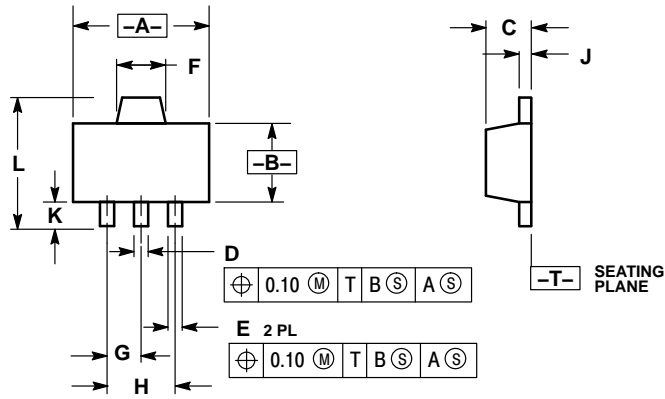 –A–
C
J
F
L
–B–
K
D
⌖ 0.10 Ⓜ T B Ⓢ A Ⓢ
–T– SEATING
PLANE
E 2 PL
G
⌖ 0.10 Ⓜ T B Ⓢ A Ⓢ
H